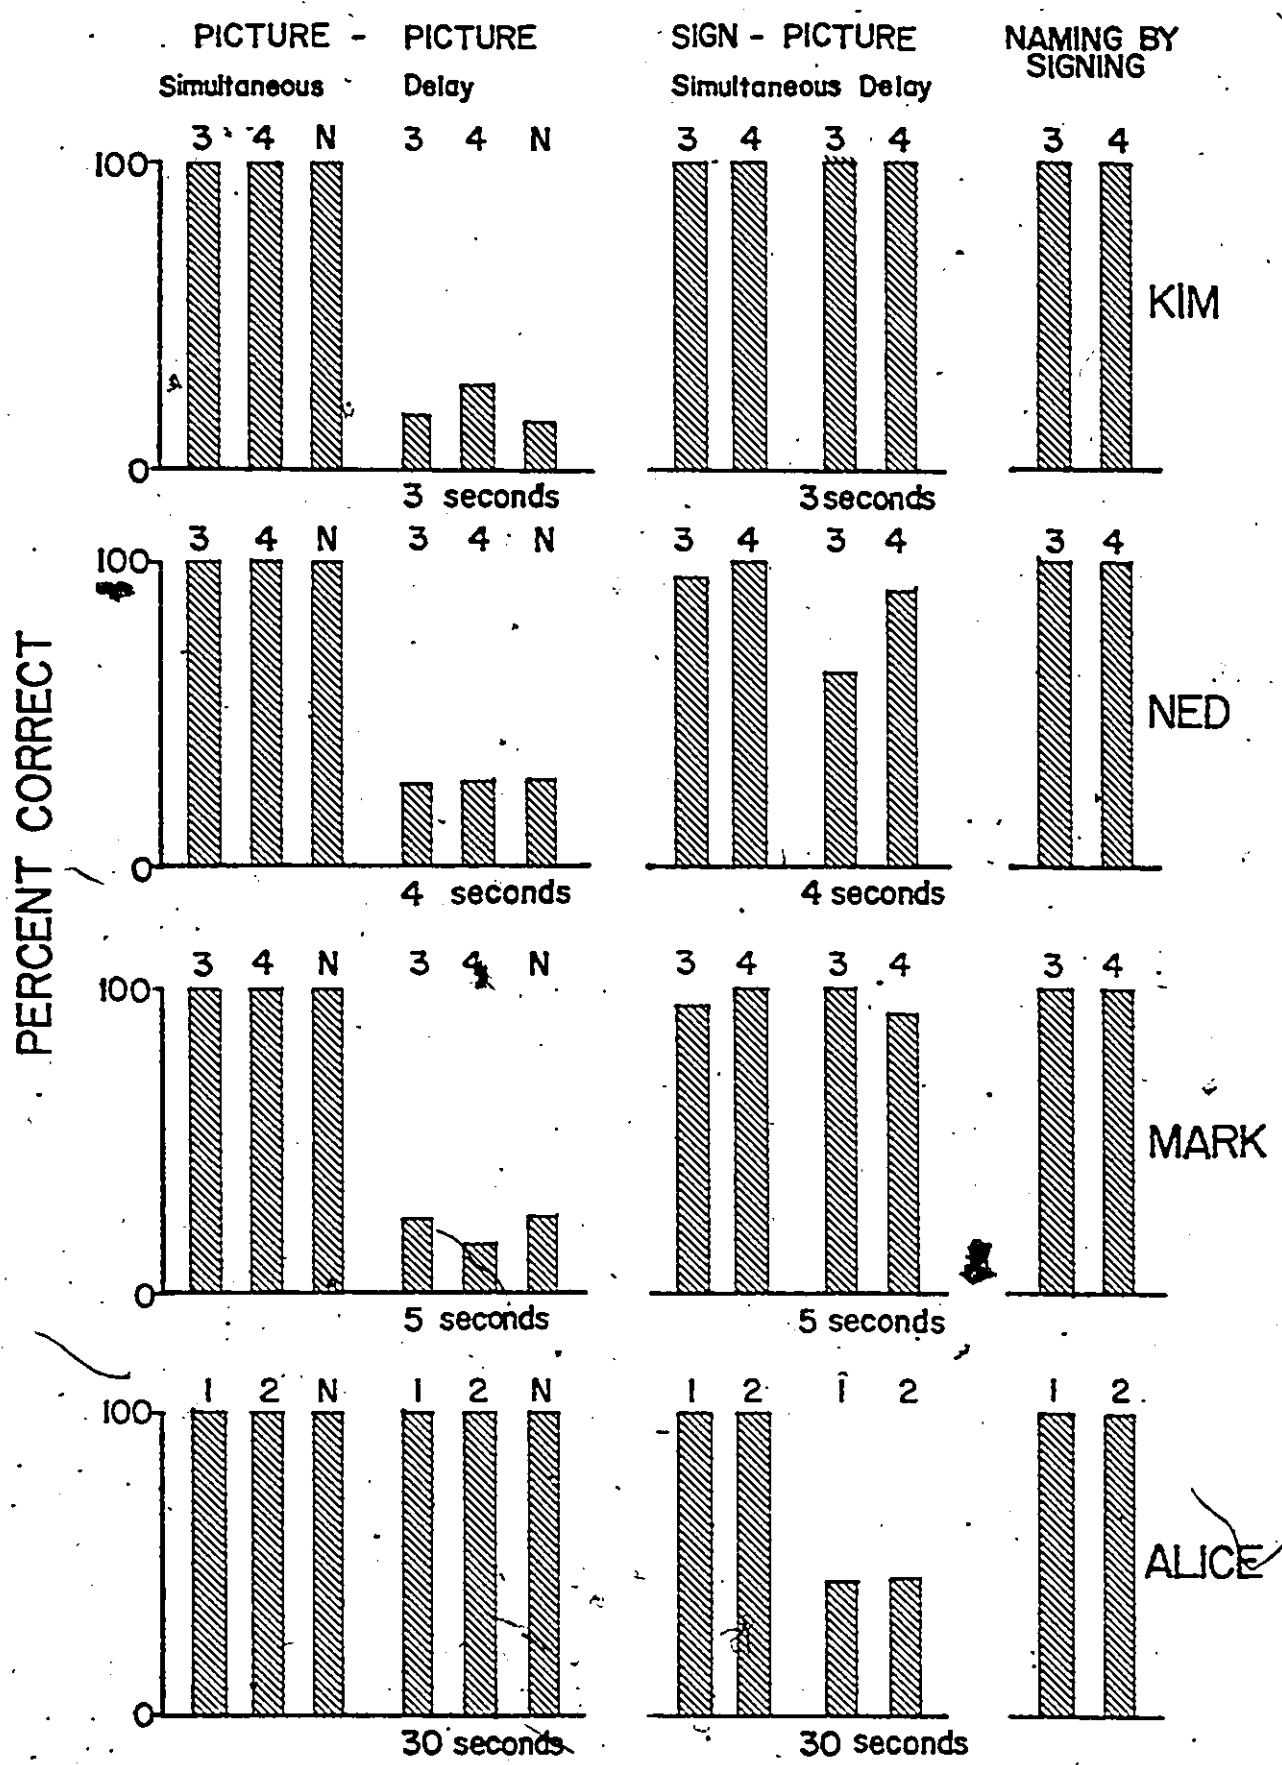 PICTURE - PICTURE SIGN - PICTURE NAMING BY SIGNING
Simultaneous Delay Simultaneous Delay
3 4 N 3 4 N 3 4 3 4 3 4
100
KIM
0
3 seconds 3 seconds
3 4 N 3 4 N 3 4 3 4 3 4
100
NED
0
4 seconds 4 seconds
PERCENT CORRECT
3 4 N 3 4 N 3 4 3 4 3 4
100
MARK
0
5 seconds 5 seconds
1 2 N 1 2 N 1 2 1 2 1 2
100
ALICE
0
30 seconds 30 seconds